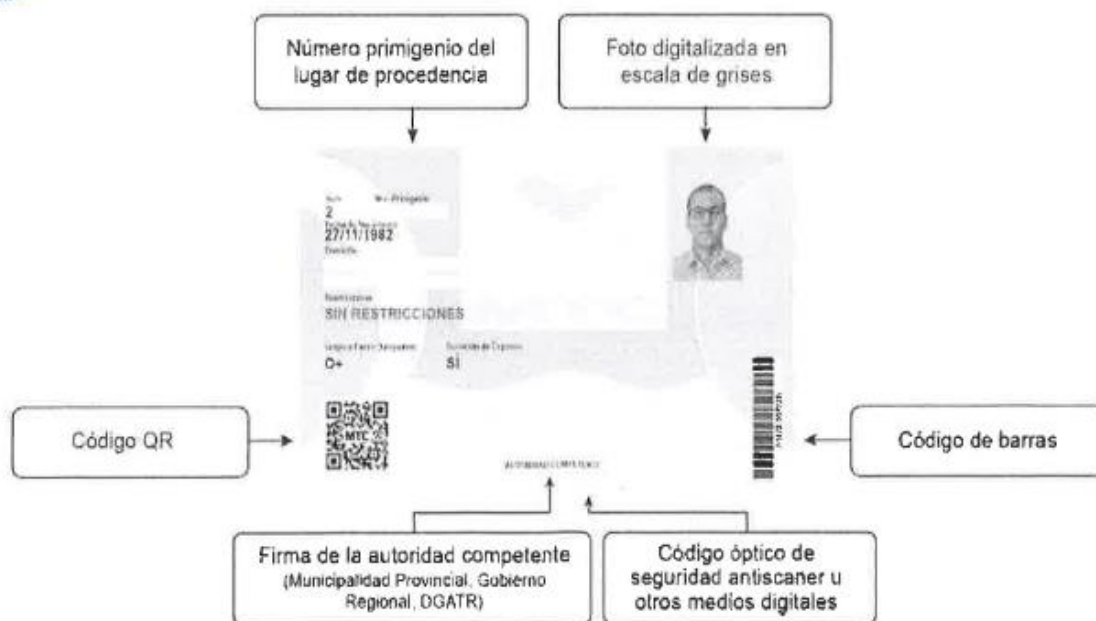 Número primigenio del
lugar de procedencia
Foto digitalizada en
escala de grises
2
27/11/1982
SIN RESTRICCIONES
O+
SÍ
MTC
Código QR
Código de barras
AUTORIDAD COMPETENTE
Firma de la autoridad competente
(Municipalidad Provincial, Gobierno
Regional, DGATR)
Código óptico de
seguridad antiscaner u
otros medios digitales